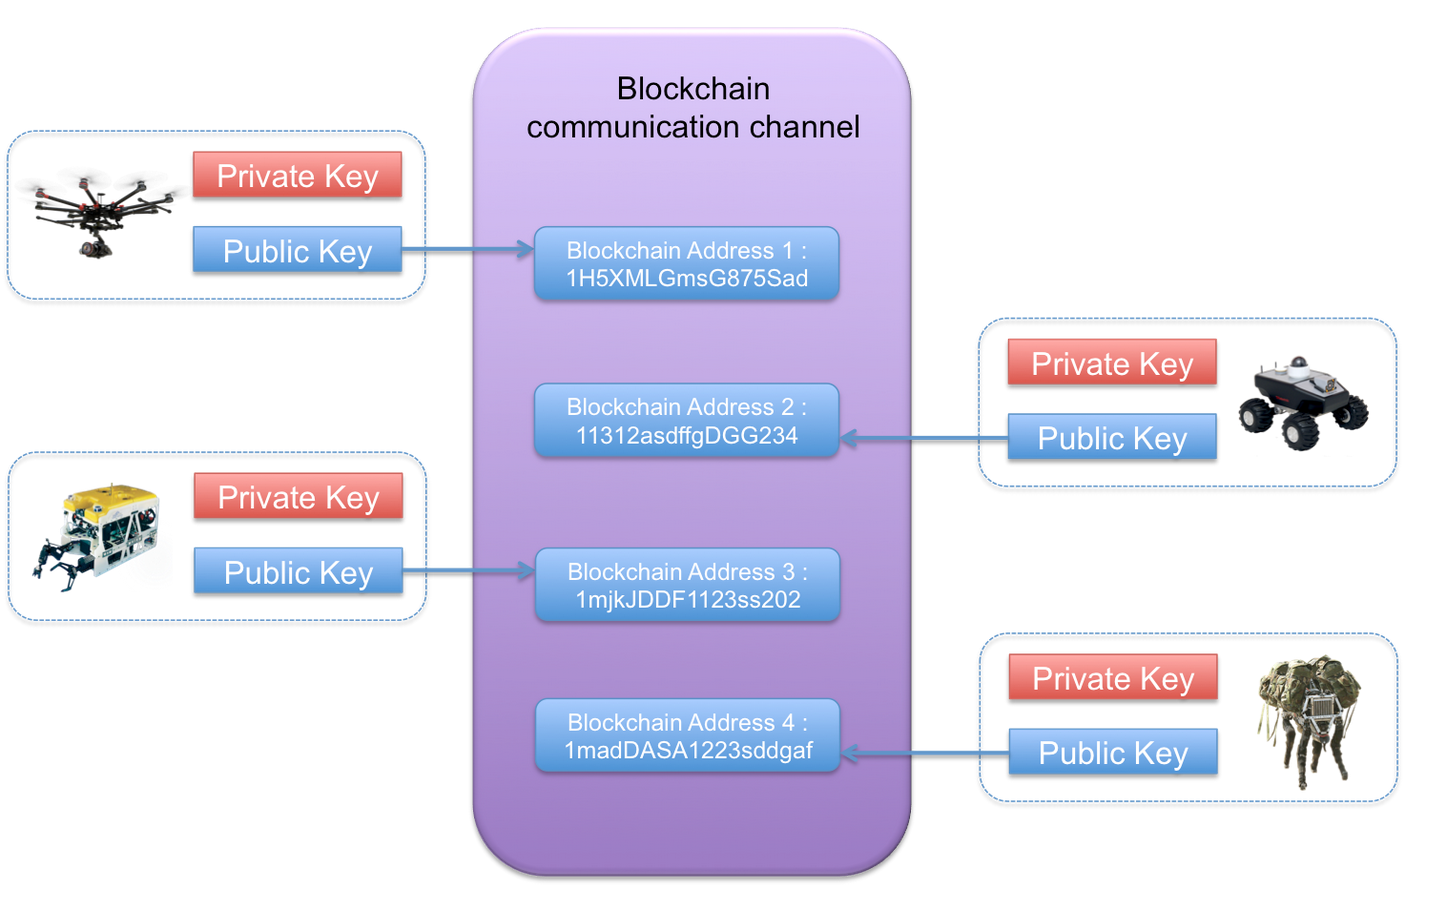 Blockchain
communication channel
Private Key
Public Key
Blockchain Address 1 :
1H5XMLGmsG875Sad
Private Key
Public Key
Blockchain Address 2 :
11312asdffgDGG234
Private Key
Public Key
Blockchain Address 3 :
1mjkJDDF1123ss202
Private Key
Public Key
Blockchain Address 4 :
1madDASA1223sddgaf